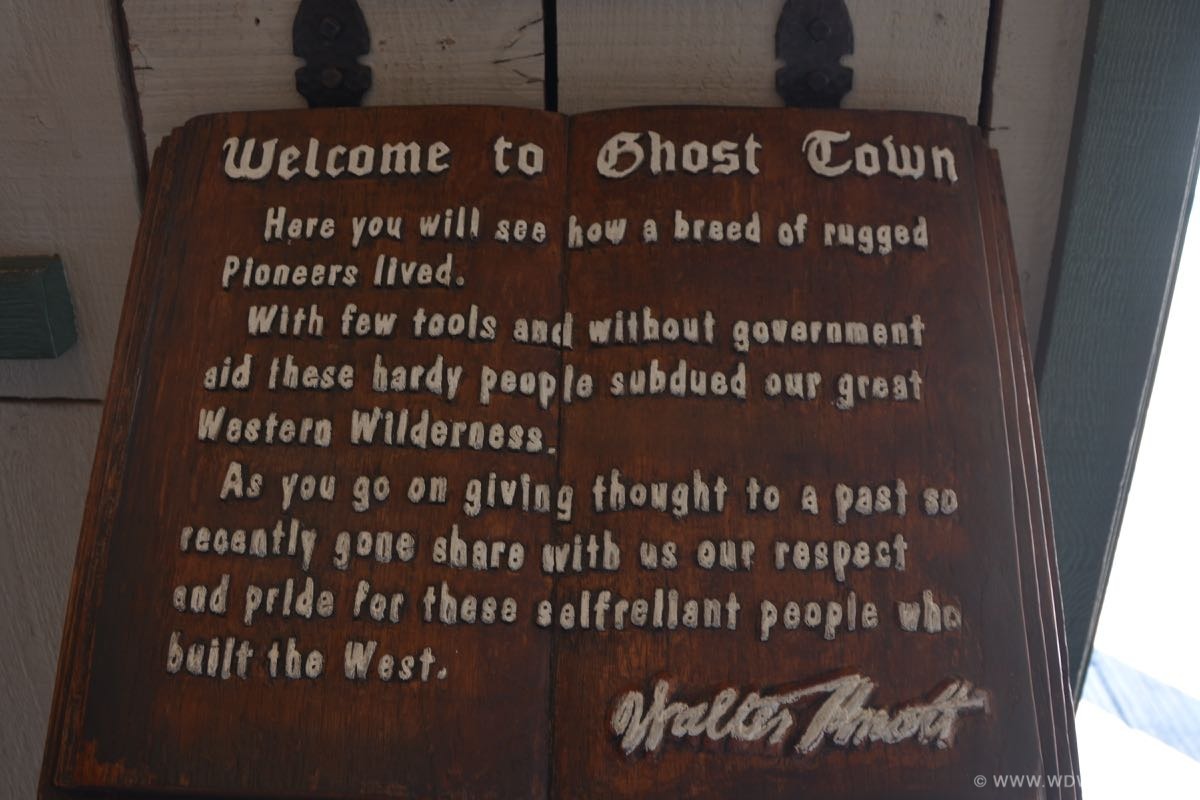 Welcome to Ghost Town
Here you will see how a breed of rugged
Pioneers lived.
With few tools and without government
aid these hardy people subdued our great
Western Wilderness.
As you go on giving thought to a past so
recently gone share with us our respect
and pride for these selfreliant people who
built the West.
Walter Knott
© WWW.WDW